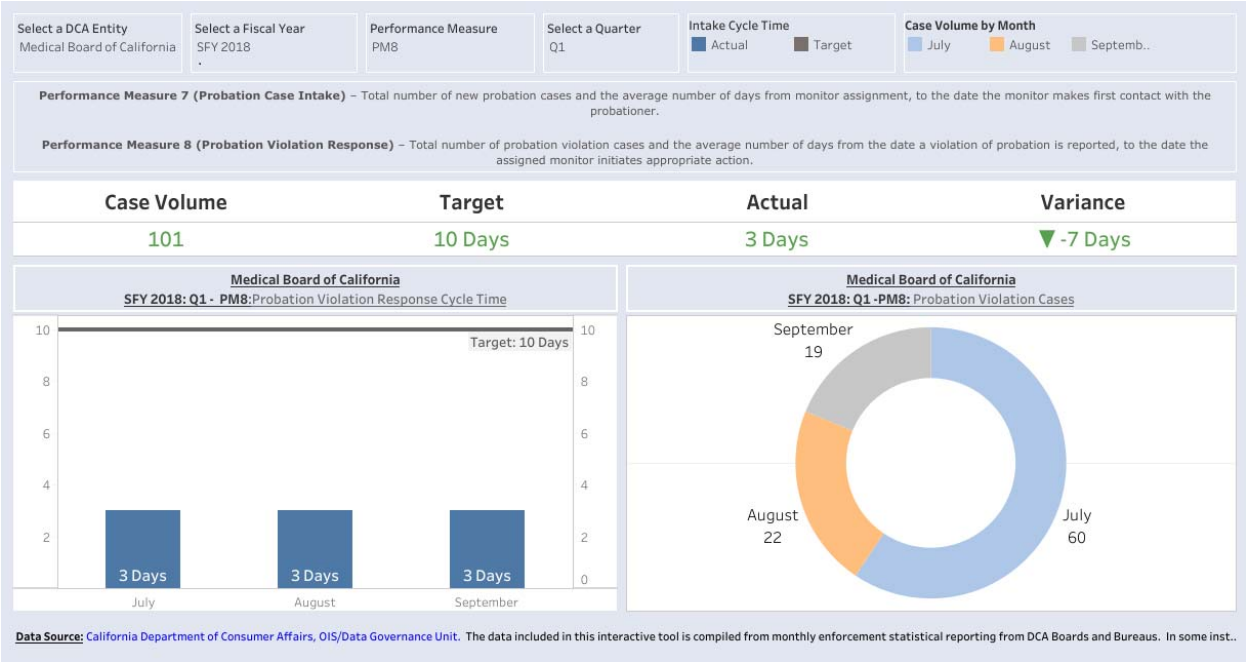 Select a DCA Entity
Medical Board of California
Select a Fiscal Year
SFY 2018
Performance Measure
PM8
Select a Quarter
Q1
Intake Cycle Time
Actual
Target
Case Volume by Month
July
August
Septemb..
Performance Measure 7 (Probation Case Intake) – Total number of new probation cases and the average number of days from monitor assignment, to the date the monitor makes first contact with the
probationer.
Performance Measure 8 (Probation Violation Response) – Total number of probation violation cases and the average number of days from the date a violation of probation is reported, to the date the
assigned monitor initiates appropriate action.
Case Volume Target Actual Variance
101 10 Days 3 Days ▼ -7 Days
Medical Board of California
SFY 2018: Q1 - PM8:Probation Violation Response Cycle Time
10
8
6
4
2
Target: 10 Days
10
8
6
4
2
0
3 Days 3 Days 3 Days
July August September
Medical Board of California
SFY 2018: Q1 -PM8: Probation Violation Cases
September
19
August
22
July
60
Data Source: California Department of Consumer Affairs, OIS/Data Governance Unit. The data included in this interactive tool is compiled from monthly enforcement statistical reporting from DCA Boards and Bureaus. In some inst..